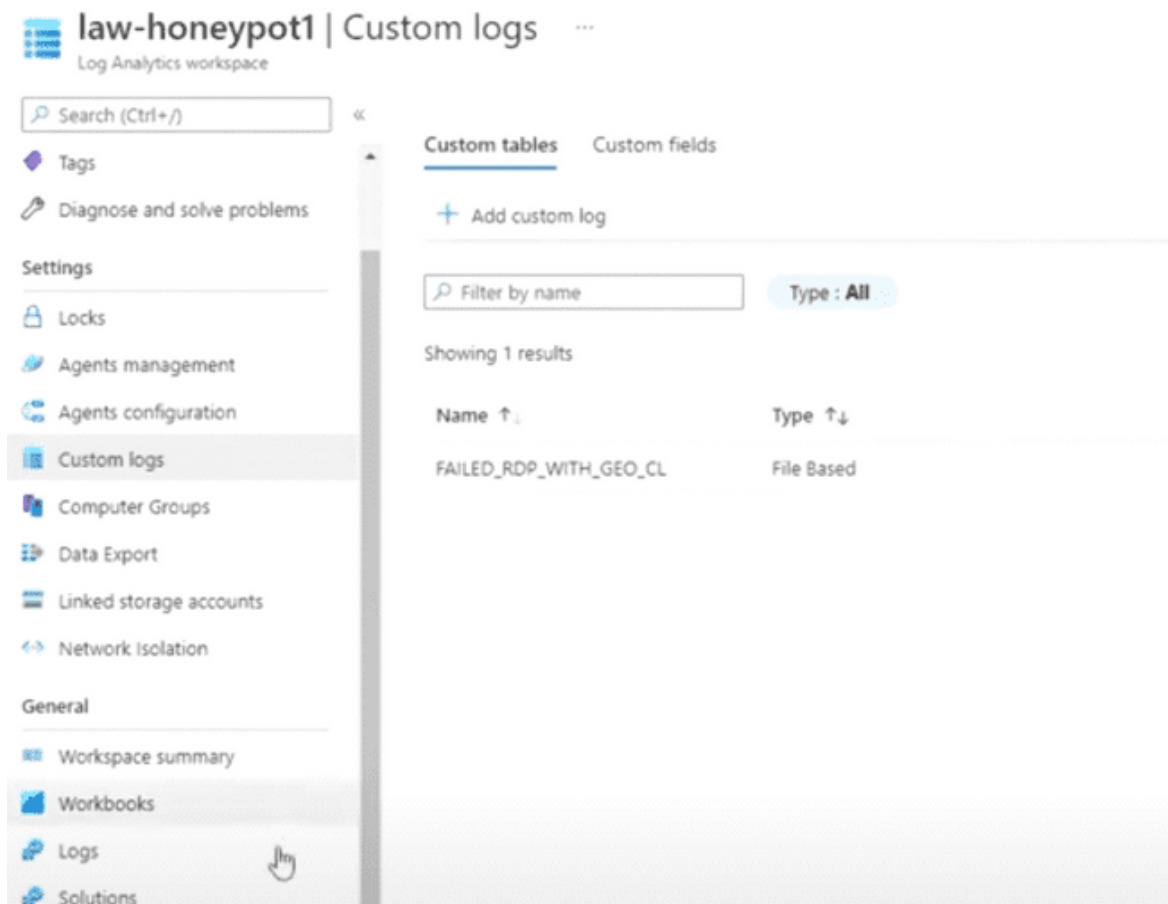 law-honeypot1 | Custom logs ...
Log Analytics workspace
Search (Ctrl+/)
«
Tags
Diagnose and solve problems
Settings
Locks
Agents management
Agents configuration
Custom logs
Computer Groups
Data Export
Linked storage accounts
Network Isolation
General
Workspace summary
Workbooks
Logs
Solutions
Custom tables Custom fields
+ Add custom log
Filter by name Type : All
Showing 1 results
Name ↑↓ Type ↑↓
FAILED_RDP_WITH_GEO_CL File Based